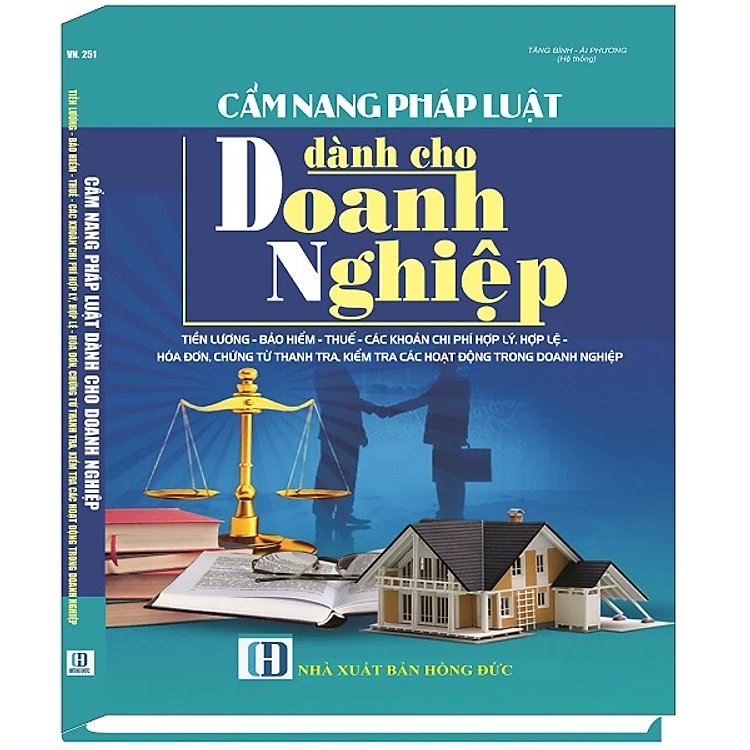 VN. 251
TIỀN LƯƠNG - BẢO HIỂM - THUẾ - CÁC KHOẢN CHI PHÍ HỢP LÝ, HỢP LỆ - HÓA ĐƠN, CHỨNG TỪ THANH TRA, KIỂM TRA CÁC HOẠT ĐỘNG TRONG DOANH NGHIỆP
CẨM NANG PHÁP LUẬT DÀNH CHO DOANH NGHIỆP
HỒNG ĐỨC
TĂNG BÌNH - ÁI PHƯƠNG
(Hệ thống)
CẨM NANG PHÁP LUẬT
dành cho
Doanh
Nghiệp
TIỀN LƯƠNG - BẢO HIỂM - THUẾ - CÁC KHOẢN CHI PHÍ HỢP LÝ, HỢP LỆ -
HÓA ĐƠN, CHỨNG TỪ THANH TRA, KIỂM TRA CÁC HOẠT ĐỘNG TRONG DOANH NGHIỆP
NHÀ XUẤT BẢN HỒNG ĐỨC